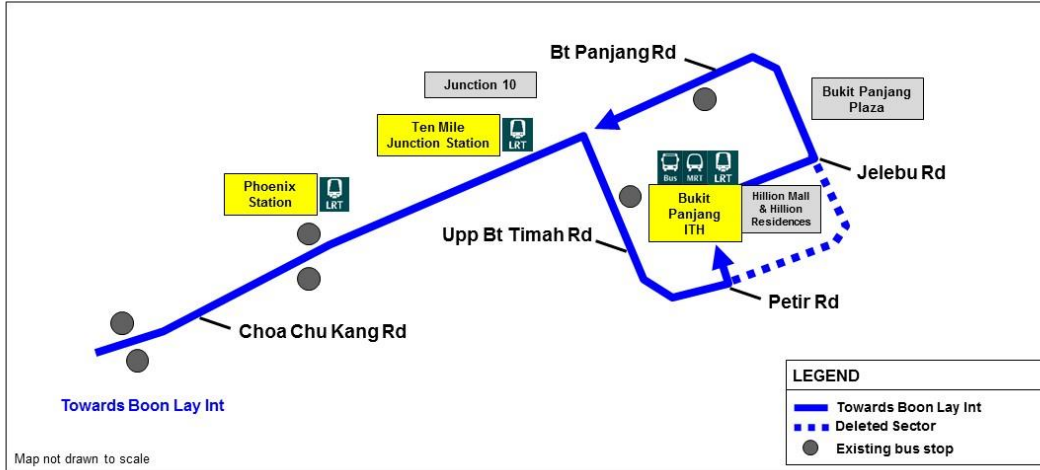 Bt Panjang Rd
Junction 10
Bukit Panjang
Plaza
Ten Mile
Junction Station
LRT
Bus
MRT
LRT
Jelebu Rd
Phoenix
Station
LRT
Bukit
Panjang
ITH
Hillion Mall
& Hillion
Residences
Upp Bt Timah Rd
Petir Rd
Choa Chu Kang Rd
Towards Boon Lay Int
LEGEND
Towards Boon Lay Int
Deleted Sector
Existing bus stop
Map not drawn to scale